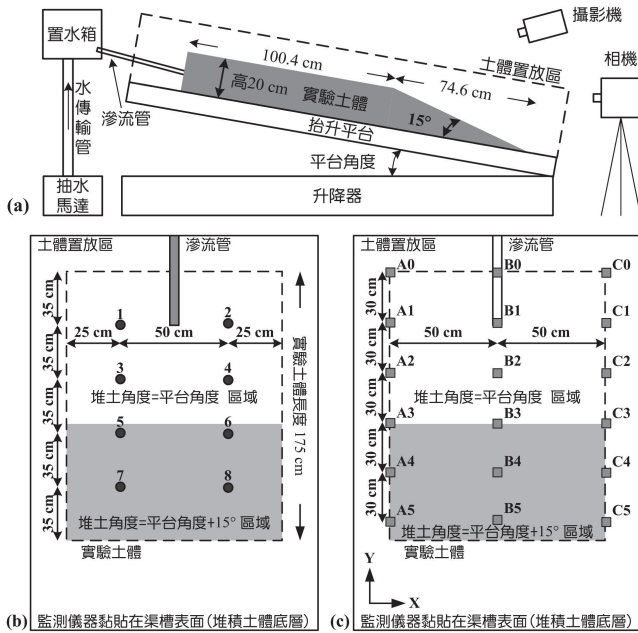 置水箱
攝影機
相機
土體置放區
100.4 cm
74.6 cm
高20 cm
實驗土體
15°
抬升平台
平台角度
水傳輸管
滲流管
抽水
馬達
升降器
(a)
土體置放區
滲流管
35 cm
35 cm
35 cm
35 cm
35 cm
25 cm
50 cm
25 cm
1
2
3
4
5
6
7
8
堆土角度=平台角度 區域
堆土角度=平台角度+15° 區域
實驗土體長度 175 cm
實驗土體
(b)
監測儀器黏貼在渠槽表面(堆積土體底層)
土體置放區
滲流管
A0
B0
C0
30 cm
A1
B1
C1
50 cm
50 cm
30 cm
A2
B2
C2
堆土角度=平台角度 區域
30 cm
A3
B3
C3
30 cm
A4
B4
C4
30 cm
A5
B5
C5
堆土角度=平台角度+15° 區域
實驗土體
Y
X
(c)
監測儀器黏貼在渠槽表面(堆積土體底層)